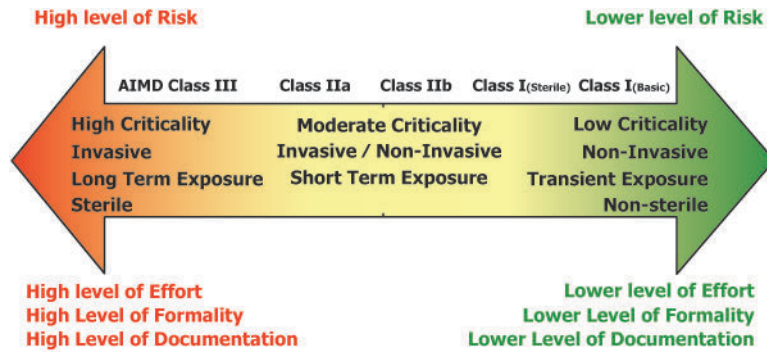 High level of Risk Lower level of Risk
AIMD Class III Class IIa Class IIb Class I(Sterile) Class I(Basic)
High Criticality Moderate Criticality Low Criticality
Invasive Invasive / Non-Invasive Non-Invasive
Long Term Exposure Short Term Exposure Transient Exposure
Sterile Non-sterile
High level of Effort Lower level of Effort
High Level of Formality Lower Level of Formality
High Level of Documentation Lower Level of Documentation